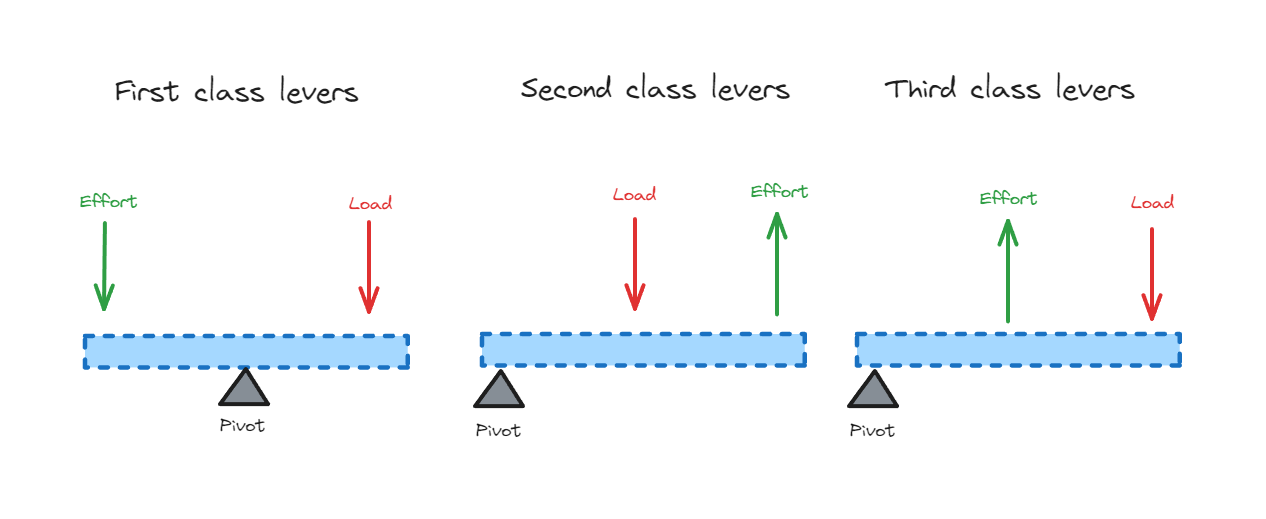 First class levers
Second class levers
Third class levers
Effort
Load
Pivot
Load
Effort
Pivot
Effort
Load
Pivot